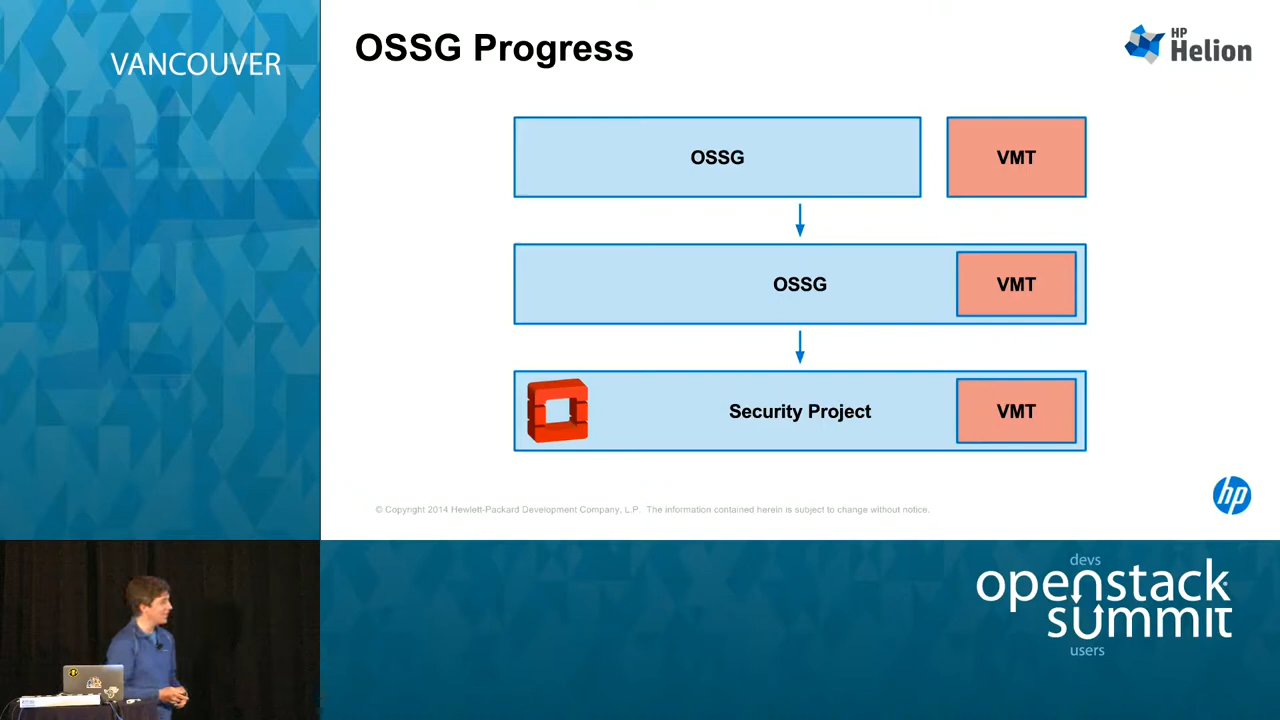 VANCOUVER
OSSG Progress
HP
Helion
OSSG
VMT
OSSG
VMT
Security Project
VMT
hp
© Copyright 2014 Hewlett-Packard Development Company, L.P. The information contained herein is subject to change without notice.
devs
openstack
summit
users